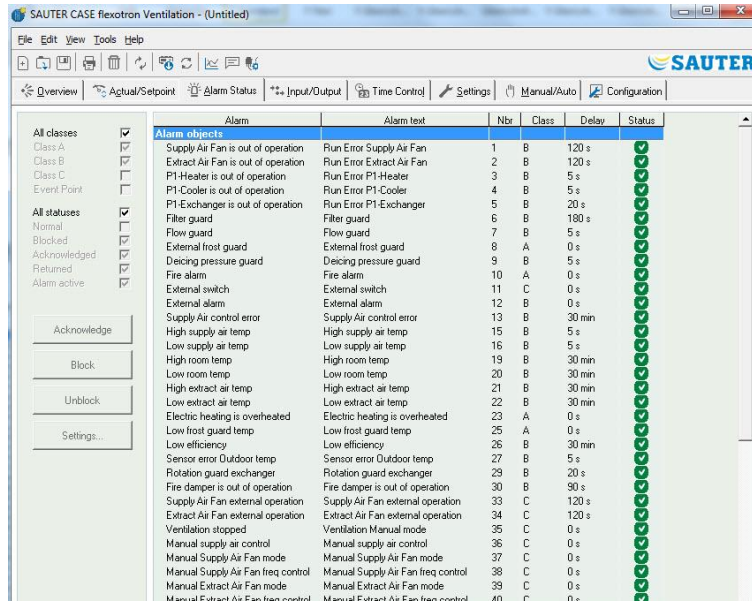 SAUTER CASE flexotron Ventilation - (Untitled)
File Edit View Tools Help
SAUTER
Overview Actual/Setpoint Alarm Status Input/Output Time Control Settings Manual/Auto Configuration
All classes
Class A
Class B
Class C
Event Point
All statuses
Normal
Blocked
Acknowledged
Returned
Alarm active
Acknowledge
Block
Unblock
Settings...
Alarm Alarm text Nbr Class Delay Status
Alarm objects
Supply Air Fan is out of operation Run Error Supply Air Fan 1 B 120 s
Extract Air Fan is out of operation Run Error Extract Air Fan 2 B 120 s
P1-Heater is out of operation Run Error P1-Heater 3 B 5 s
P1-Cooler is out of operation Run Error P1-Cooler 4 B 5 s
P1-Exchanger is out of operation Run Error P1-Exchanger 5 B 20 s
Filter guard Filter guard 6 B 180 s
Flow guard Flow guard 7 B 5 s
External frost guard External frost guard 8 A 0 s
Deicing pressure guard Deicing pressure guard 9 B 5 s
Fire alarm Fire alarm 10 A 0 s
External switch External switch 11 C 0 s
External alarm External alarm 12 B 0 s
Supply Air control error Supply Air control error 13 B 30 min
High supply air temp High supply air temp 15 B 5 s
Low supply air temp Low supply air temp 16 B 5 s
High room temp High room temp 19 B 30 min
Low room temp Low room temp 20 B 30 min
High extract air temp High extract air temp 21 B 30 min
Low extract air temp Low extract air temp 22 B 30 min
Electric heating is overheated Electric heating is overheated 23 A 0 s
Low frost guard temp Low frost guard temp 25 A 0 s
Low efficiency Low efficiency 26 B 30 min
Sensor error Outdoor temp Sensor error Outdoor temp 27 B 5 s
Rotation guard exchanger Rotation guard exchanger 29 B 20 s
Fire damper is out of operation Fire damper is out of operation 30 B 90 s
Supply Air Fan external operation Supply Air Fan external operation 33 C 120 s
Extract Air Fan external operation Extract Air Fan external operation 34 C 120 s
Ventilation stopped Ventilation Manual mode 35 C 0 s
Manual supply air control Manual supply air control 36 C 0 s
Manual Supply Air Fan mode Manual Supply Air Fan mode 37 C 0 s
Manual Supply Air Fan freq control Manual Supply Air Fan freq control 38 C 0 s
Manual Extract Air Fan mode Manual Extract Air Fan mode 39 C 0 s
Manual Extract Air Fan freq control Manual Extract Air Fan freq control 40 C 0 s